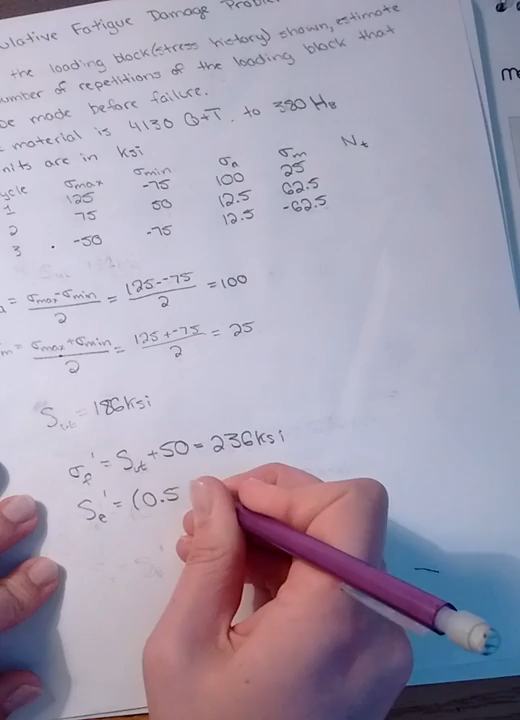 ulative Fatigue Damage Proble
the loading block (stress history) shown, estimate
umber of repetitions of the loading block that
be made before failure.
material is 4130 Q+T. to 380 HB
nits are in ksi
ycle σmax σmin σa σm Nt
1 125 -75 100 25
2 75 50 12.5 62.5
3 -50 -75 12.5 -62.5
= σmax-σmin / 2 = 125--75 / 2 = 100
m = σmax+σmin / 2 = 125+-75 / 2 = 25
Sut = 186ksi
σf' = Sut + 50 = 236ksi
Se' = (0.5